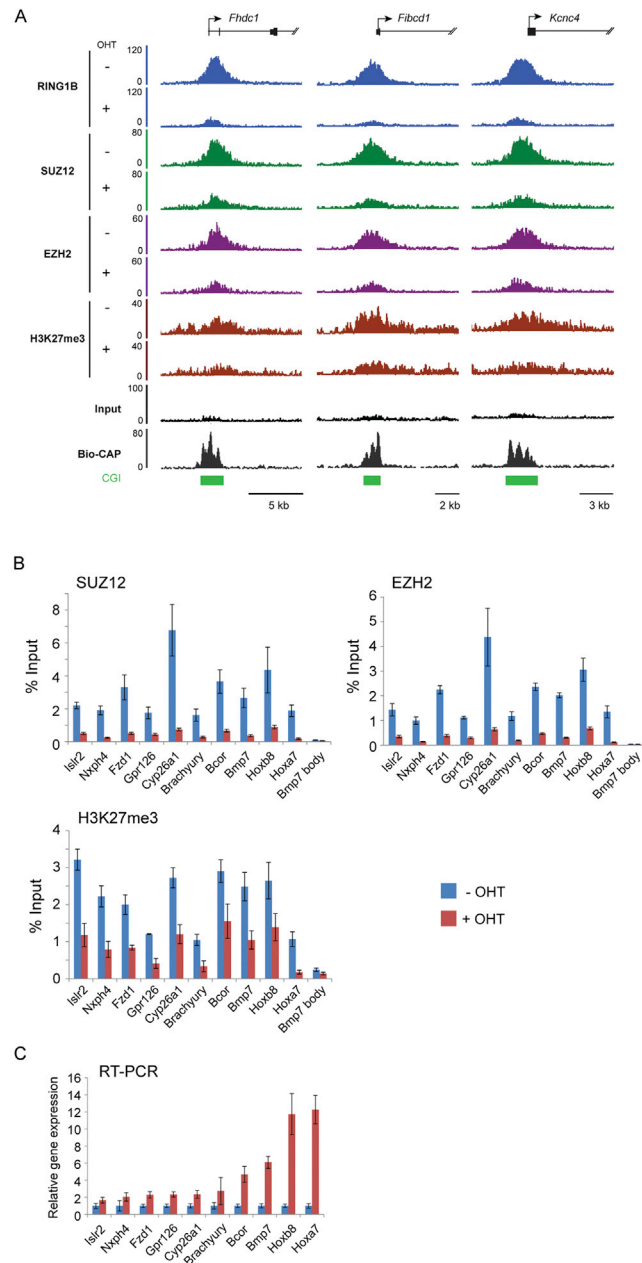 A
Fhdc1 Fibcd1 Kcnc4
OHT
RING1B
-
120
0
+
120
0
SUZ12
-
80
0
+
80
0
EZH2
-
60
0
+
60
0
H3K27me3
-
40
0
+
40
0
Input
100
0
Bio-CAP
80
0
CGI
5 kb 2 kb 3 kb
B
SUZ12
% Input
8
6
4
2
0
Islr2 Nxph4 Fzd1 Gpr126 Cyp26a1 Brachyury Bcor Bmp7 Hoxb8 Hoxa7 Bmp7 body
EZH2
% Input
6
5
4
3
2
1
0
Islr2 Nxph4 Fzd1 Gpr126 Cyp26a1 Brachyury Bcor Bmp7 Hoxb8 Hoxa7 Bmp7 body
H3K27me3
% Input
4
3
2
1
0
Islr2 Nxph4 Fzd1 Gpr126 Cyp26a1 Brachyury Bcor Bmp7 Hoxb8 Hoxa7 Bmp7 body
- OHT
+ OHT
C
RT-PCR
Relative gene expression
16
14
12
10
8
6
4
2
0
Islr2 Nxph4 Fzd1 Gpr126 Cyp26a1 Brachyury Bcor Bmp7 Hoxb8 Hoxa7